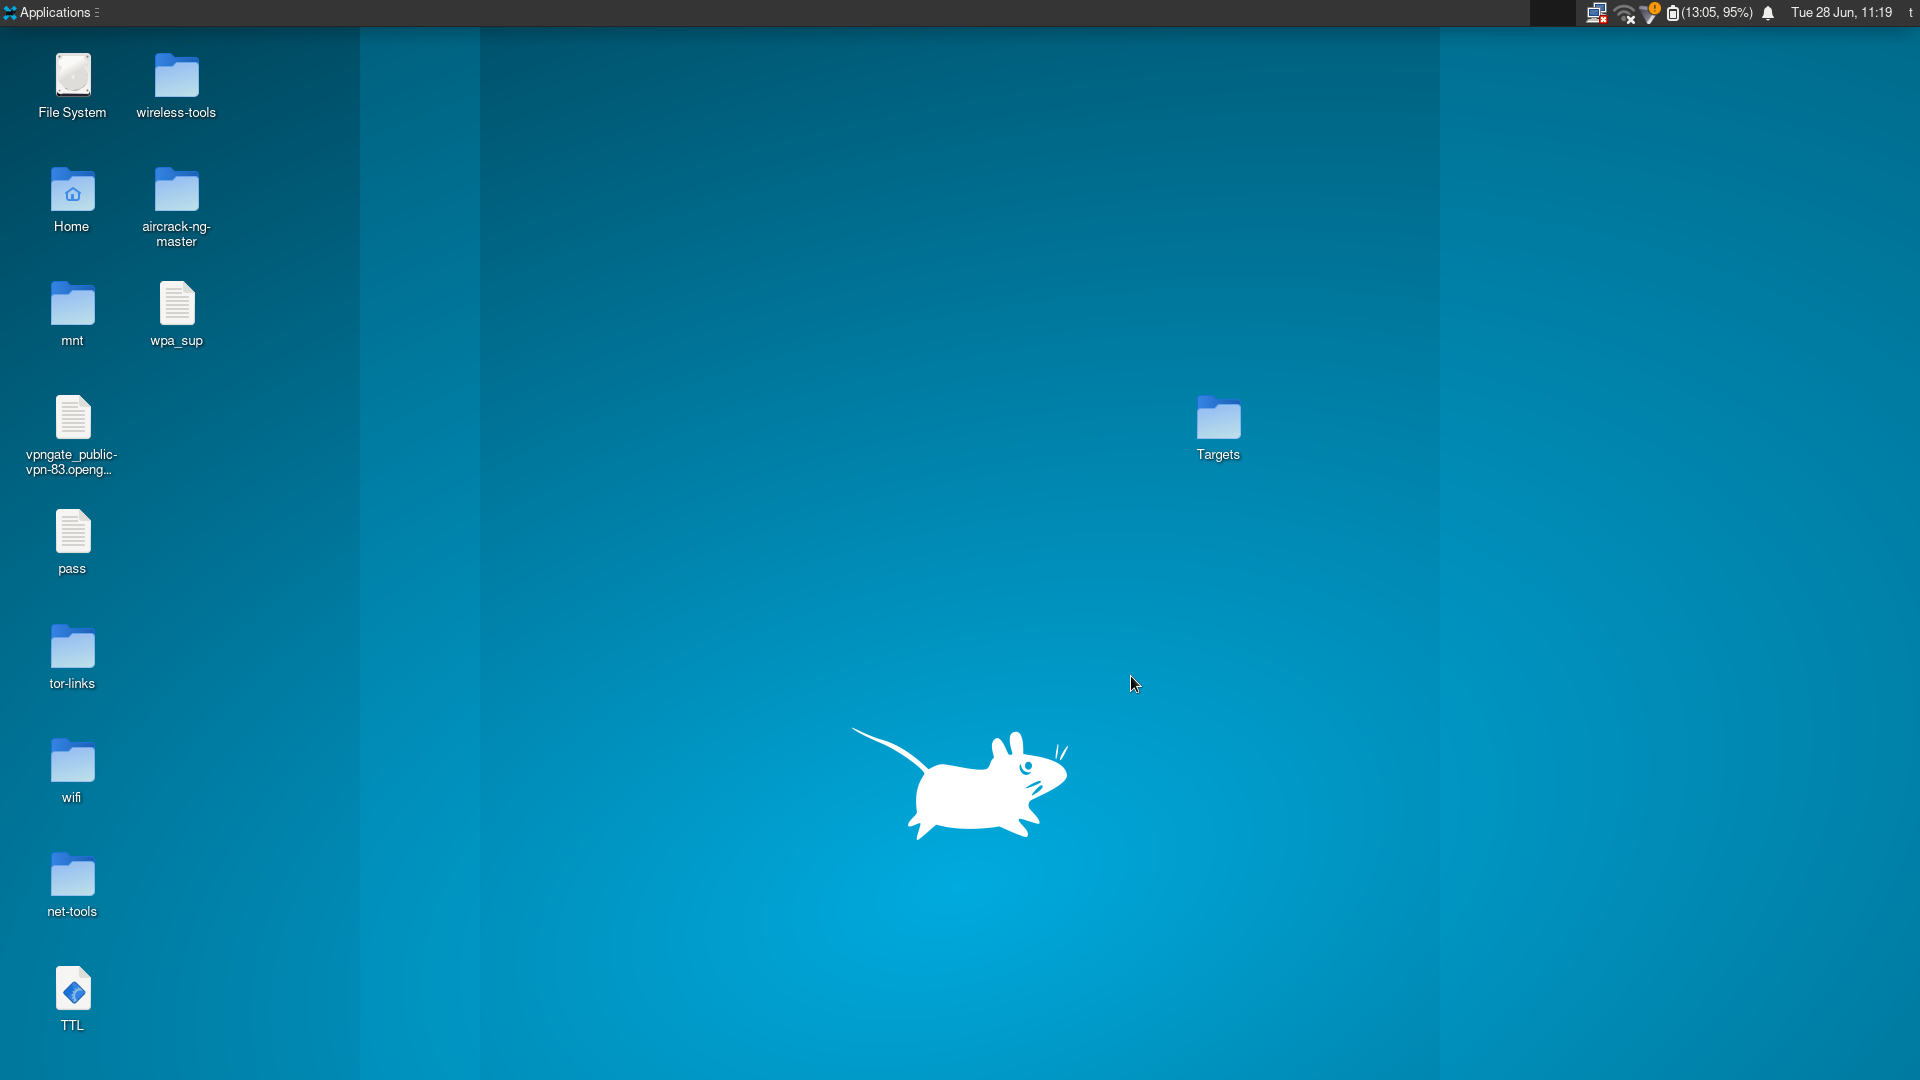 Applications
(13:05, 95%)
Tue 28 Jun, 11:19
t
File System
wireless-tools
Home
aircrack-ng-
master
mnt
wpa_sup
vpngate_public-
vpn-83.openg...
Targets
pass
tor-links
wifi
net-tools
TTL